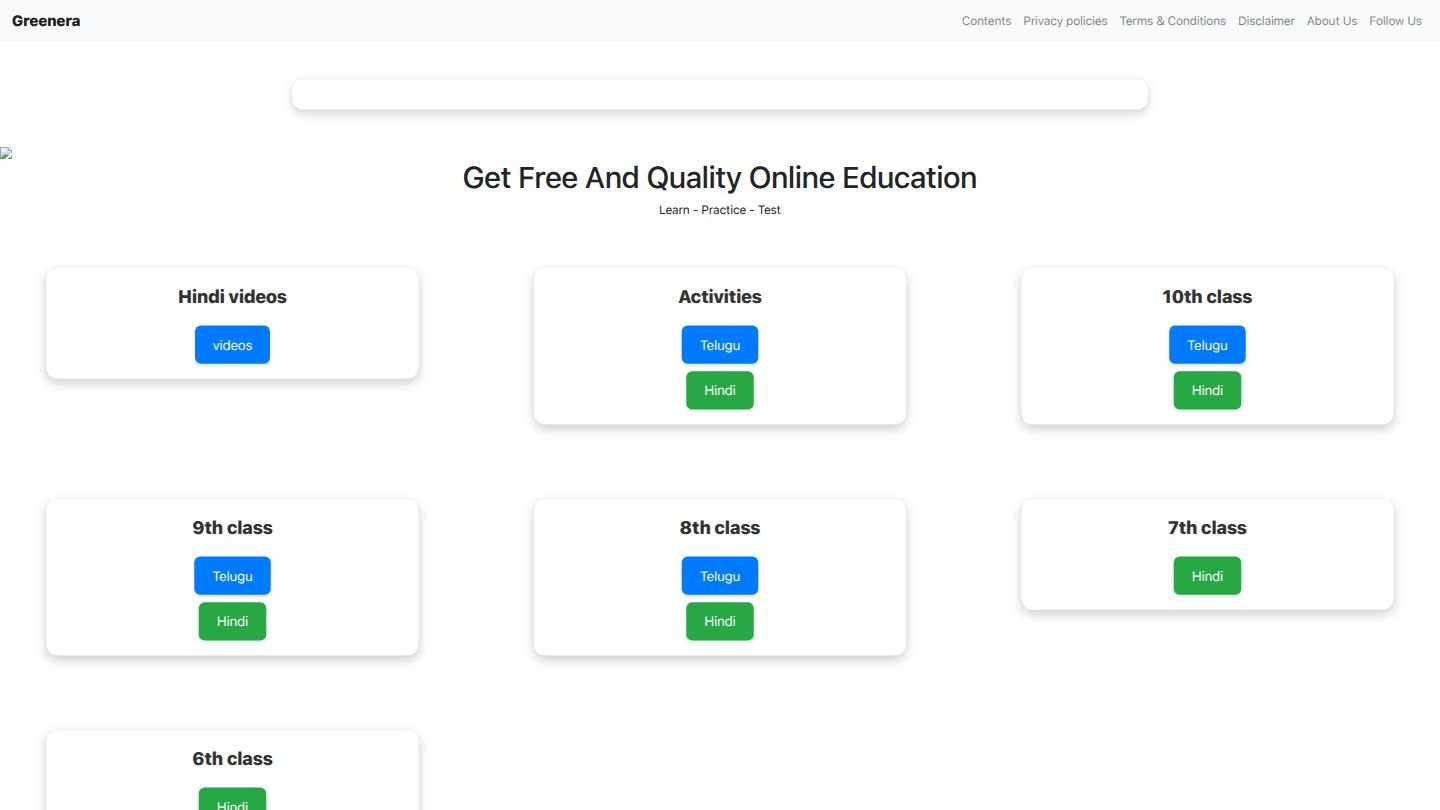 Greenera
Contents Privacy policies Terms & Conditions Disclaimer About Us Follow Us
Get Free And Quality Online Education
Learn - Practice - Test
Hindi videos
videos
Activities
Telugu
Hindi
10th class
Telugu
Hindi
9th class
Telugu
Hindi
8th class
Telugu
Hindi
7th class
Hindi
6th class
Hindi